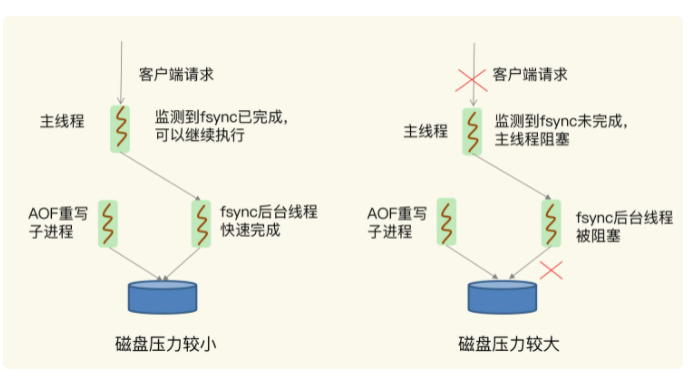 客户端请求
主线程
监测到fsync已完成，
可以继续执行
AOF重写
子进程
fsync后台线程
快速完成
磁盘压力较小
客户端请求
主线程
监测到fsync未完成，
主线程阻塞
AOF重写
子进程
fsync后台线程
被阻塞
磁盘压力较大